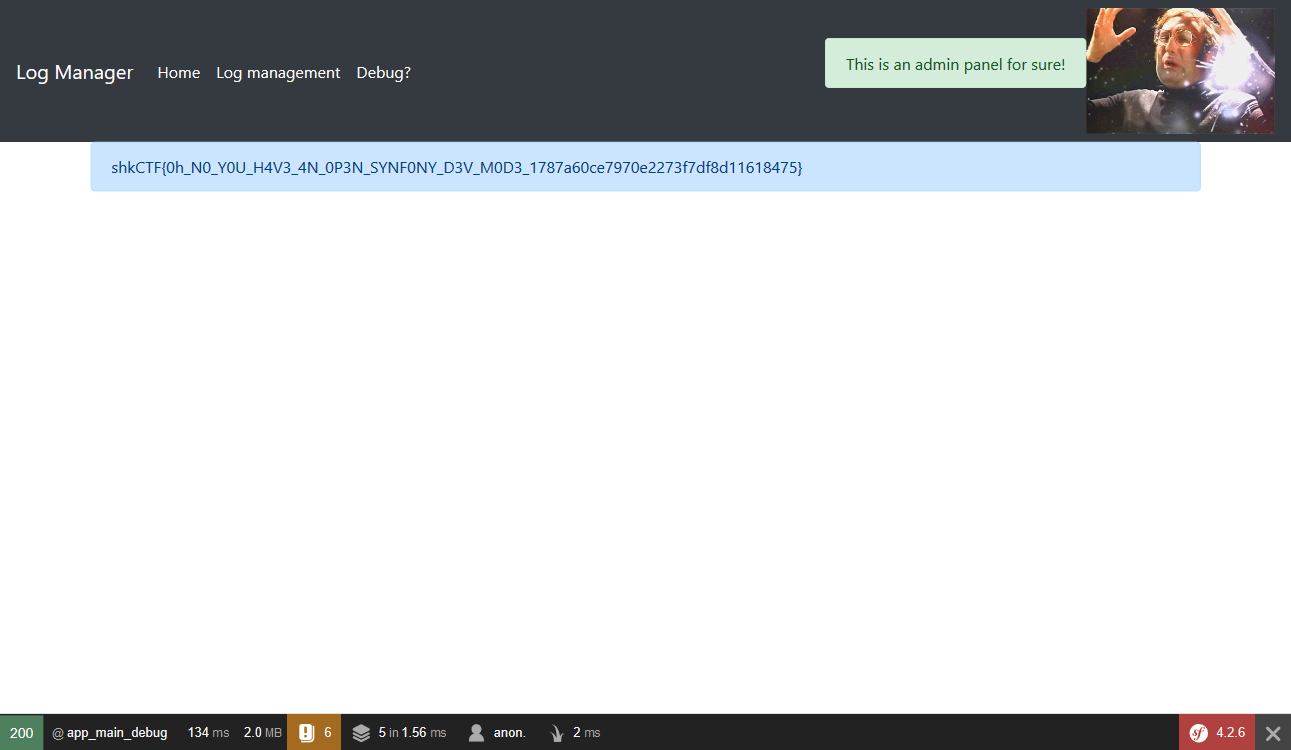 Log Manager Home Log management Debug?
This is an admin panel for sure!
shkCTF{0h_N0_Y0U_H4V3_4N_0P3N_SYNF0NY_D3V_M0D3_1787a60ce7970e2273f7df8d11618475}
200 @ app_main_debug 134 ms 2.0 MB 6 5 in 1.56 ms anon. 2 ms sf 4.2.6